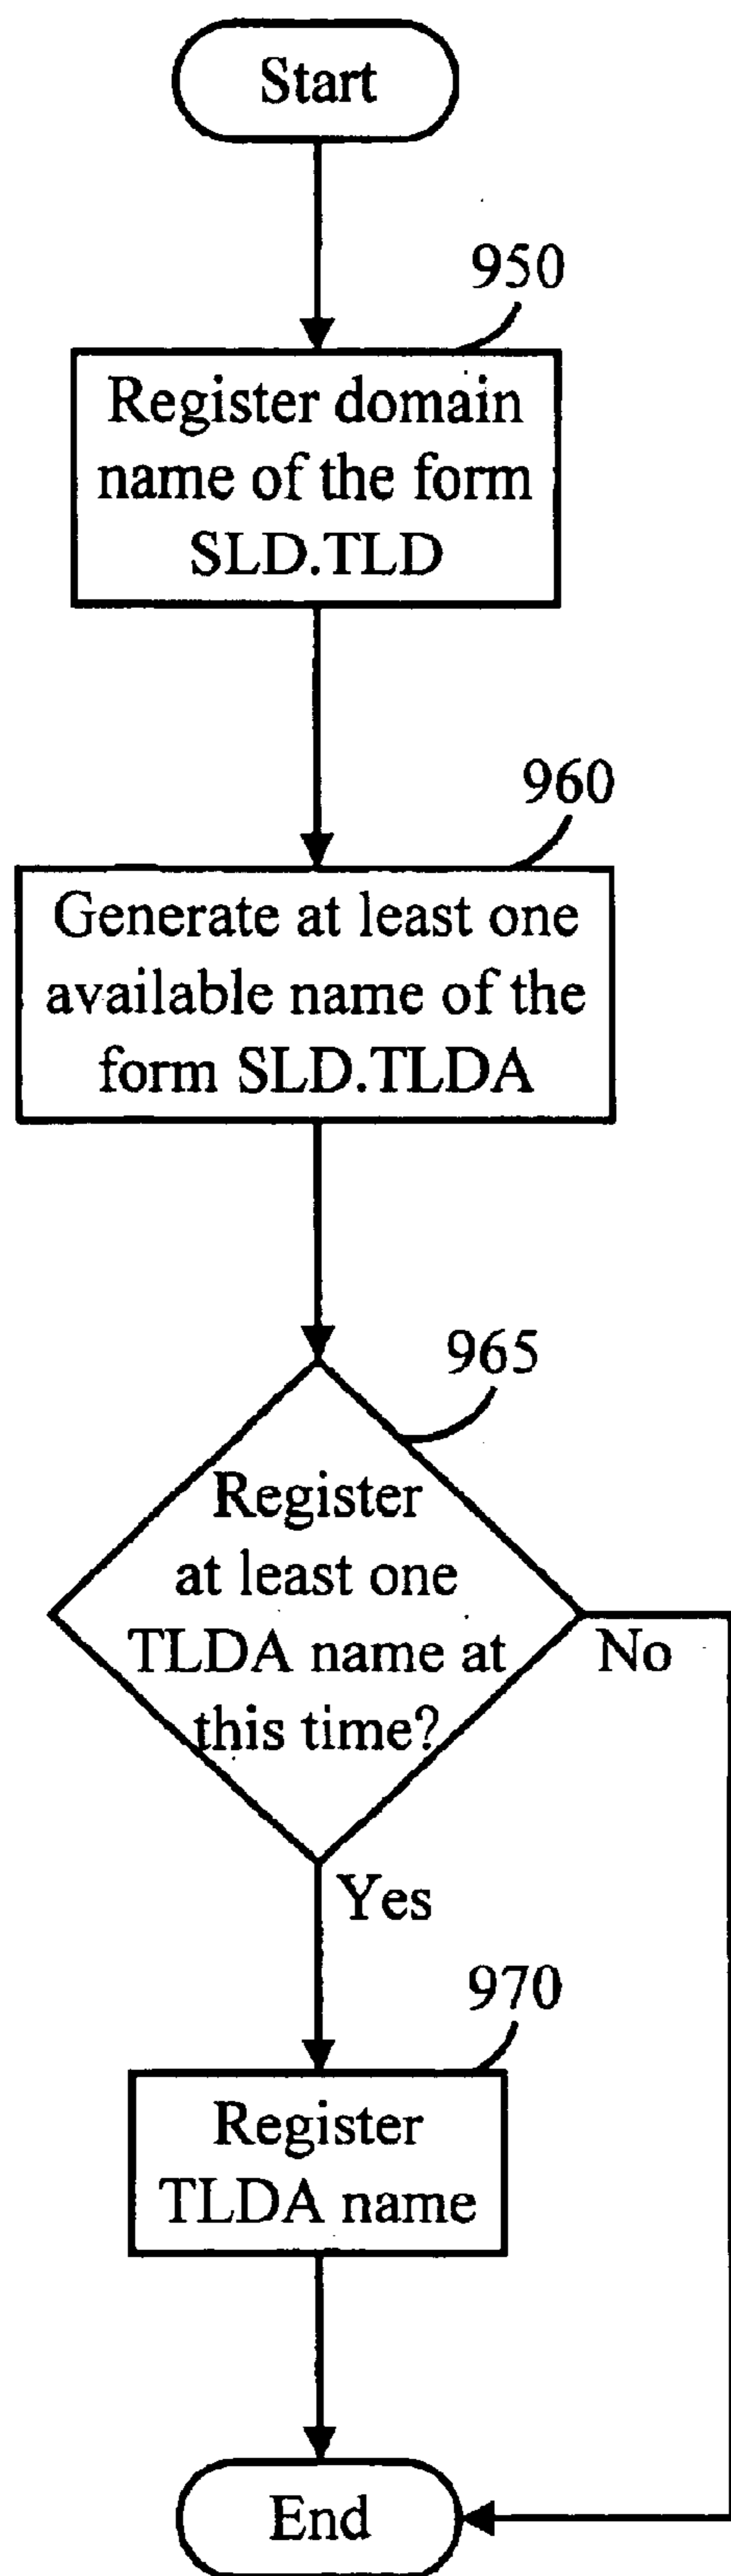 Start
950
Register domain
name of the form
SLD.TLD
960
Generate at least one
available name of the
form SLD.TLDA
965
Register
at least one
TLDA name at
this time?
No
Yes
970
Register
TLDA name
End